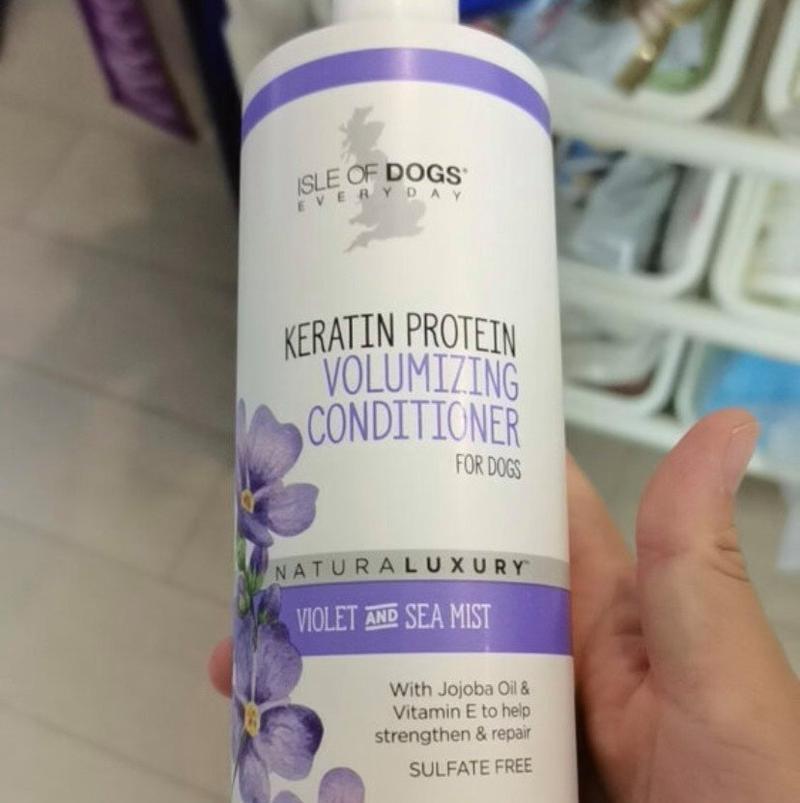 ISLE OF DOGS®
EVERYDAY
KERATIN PROTEIN
VOLUMIZING
CONDITIONER
FOR DOGS
NATURALUXURY™
VIOLET AND SEA MIST
With Jojoba Oil &
Vitamin E to help
strengthen & repair
SULFATE FREE